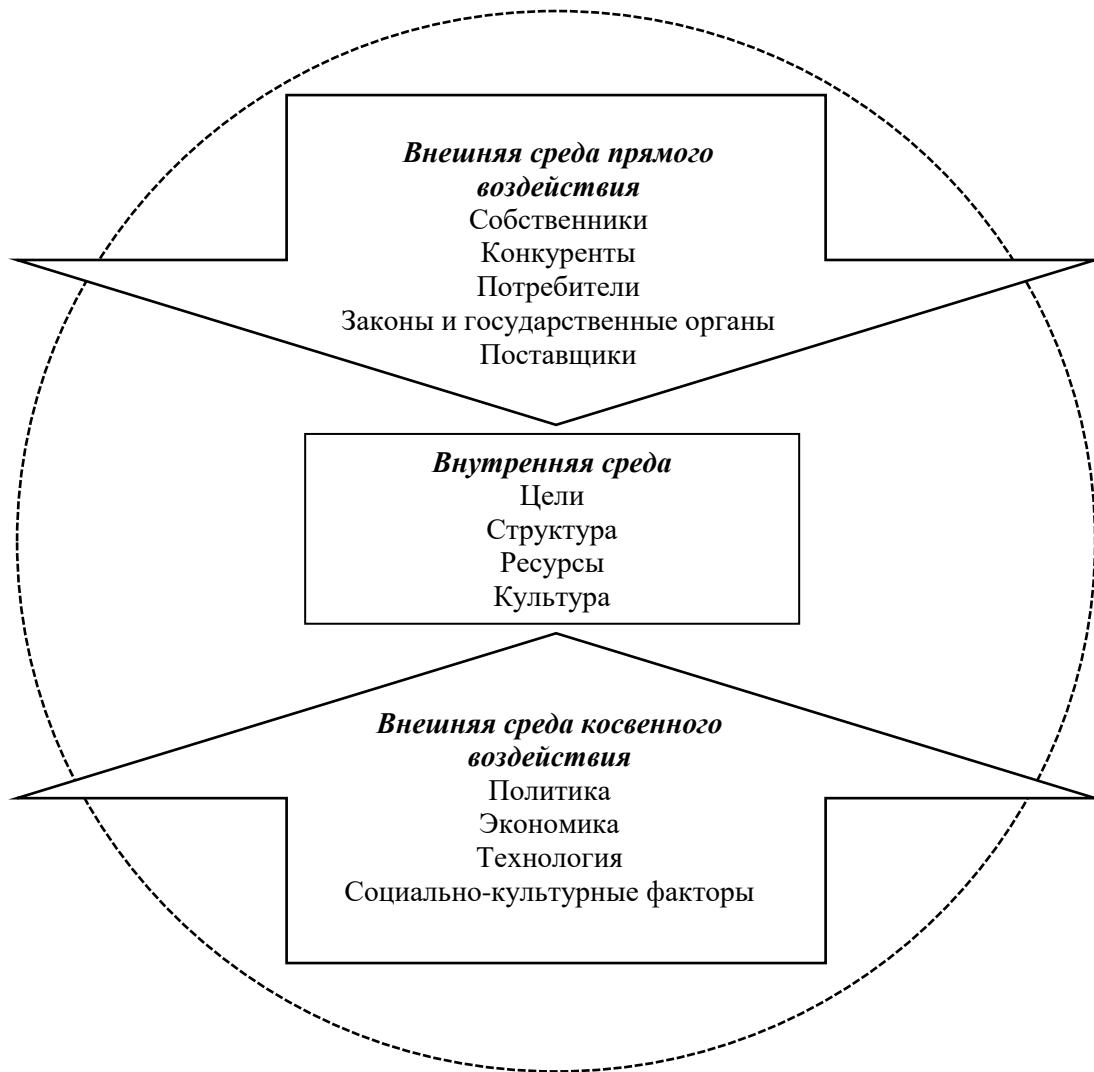 Внешняя среда прямого
воздействия
Собственники
Конкуренты
Потребители
Законы и государственные органы
Поставщики
Внутренняя среда
Цели
Структура
Ресурсы
Культура
Внешняя среда косвенного
воздействия
Политика
Экономика
Технология
Социально-культурные факторы